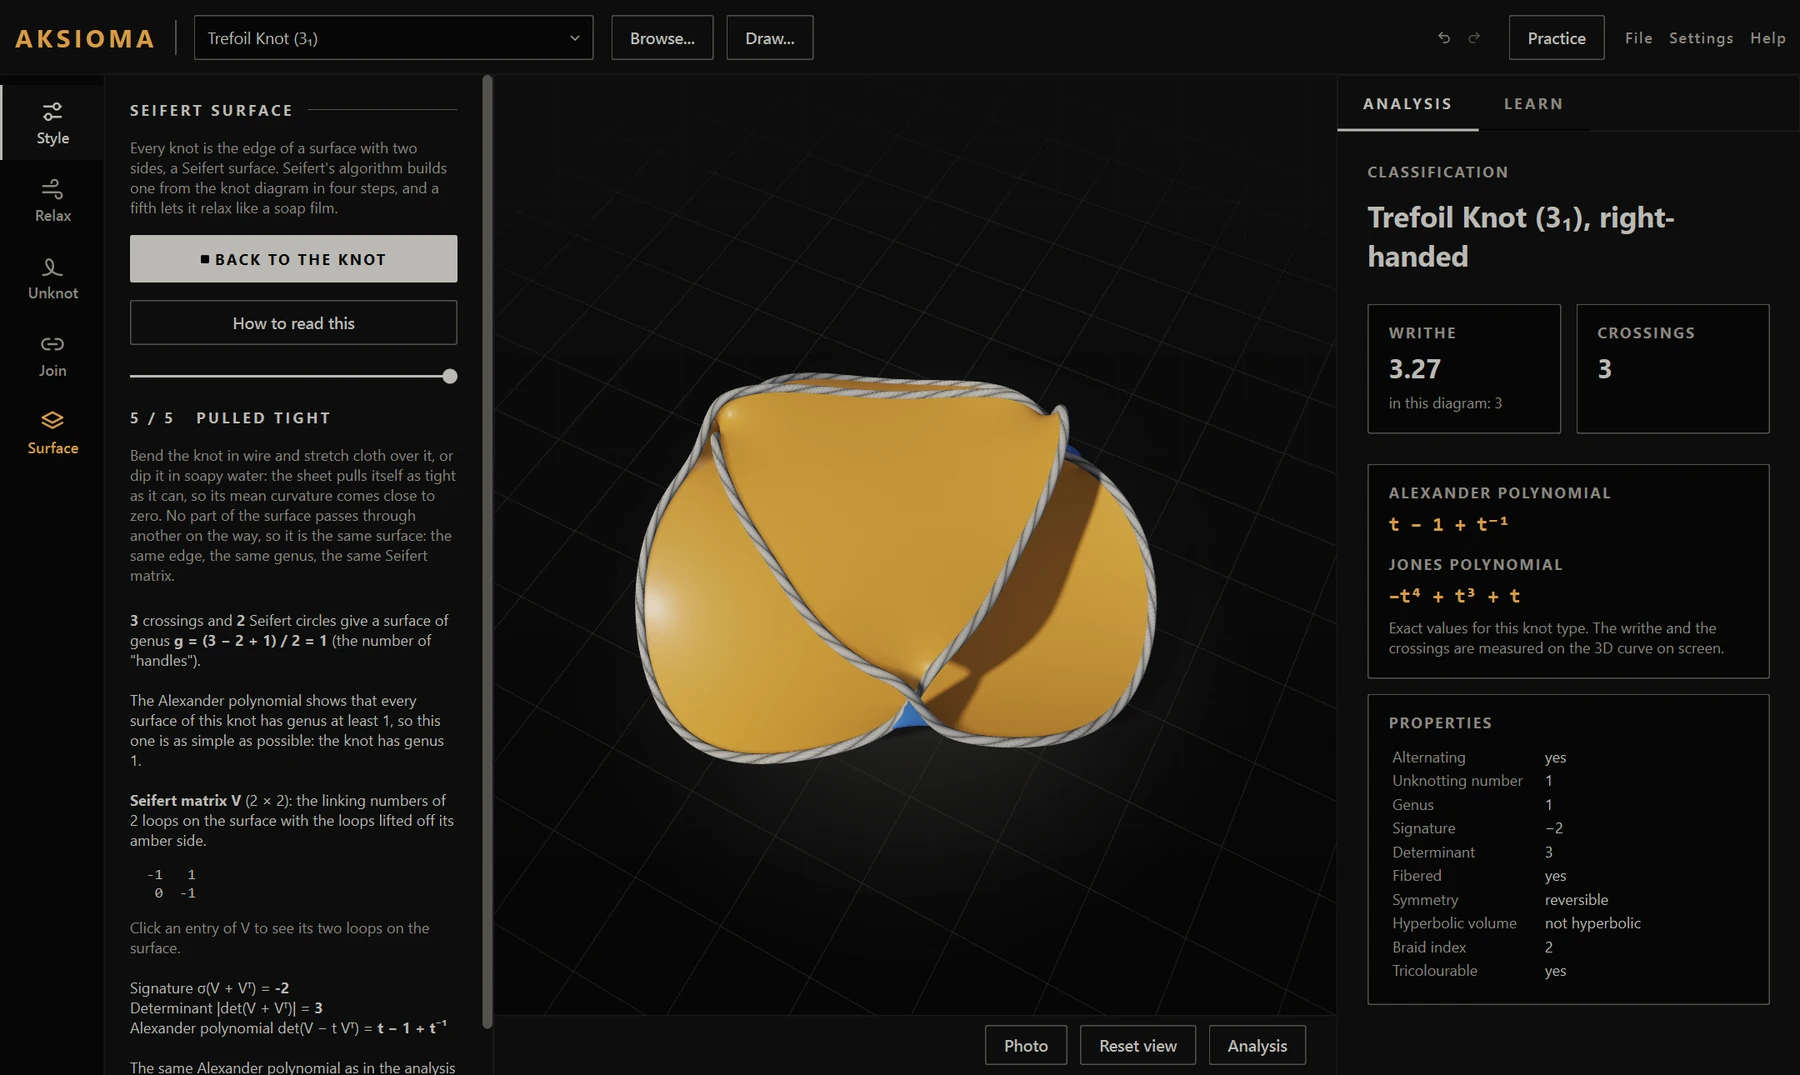 AKSIOMA
Trefoil Knot (3₁)
Browse...
Draw...
Practice
File
Settings
Help
Style
Relax
Unknot
Join
Surface
SEIFERT SURFACE
Every knot is the edge of a surface with two
sides, a Seifert surface. Seifert's algorithm builds
one from the knot diagram in four steps, and a
fifth lets it relax like a soap film.
BACK TO THE KNOT
How to read this
5 / 5 PULLED TIGHT
Bend the knot in wire and stretch cloth over it, or
dip it in soapy water: the sheet pulls itself as tight
as it can, so its mean curvature comes close to
zero. No part of the surface passes through
another on the way, so it is the same surface: the
same edge, the same genus, the same Seifert
matrix.
3 crossings and 2 Seifert circles give a surface of
genus g = (3 − 2 + 1) / 2 = 1 (the number of
"handles").
The Alexander polynomial shows that every
surface of this knot has genus at least 1, so this
one is as simple as possible: the knot has genus
1.
Seifert matrix V (2 × 2): the linking numbers of
2 loops on the surface with the loops lifted off its
amber side.
-1 1
0 -1
Click an entry of V to see its two loops on the
surface.
Signature σ(V + Vᵀ) = -2
Determinant |det(V + Vᵀ)| = 3
Alexander polynomial det(V − t Vᵀ) = t − 1 + t⁻¹
The same Alexander polynomial as in the analysis
Photo
Reset view
Analysis
ANALYSIS
LEARN
CLASSIFICATION
Trefoil Knot (3₁), right-
handed
WRITHE
3.27
in this diagram: 3
CROSSINGS
3
ALEXANDER POLYNOMIAL
t − 1 + t⁻¹
JONES POLYNOMIAL
−t⁴ + t³ + t
Exact values for this knot type. The writhe and the
crossings are measured on the 3D curve on screen.
PROPERTIES
Alternating yes
Unknotting number 1
Genus 1
Signature −2
Determinant 3
Fibered yes
Symmetry reversible
Hyperbolic volume not hyperbolic
Braid index 2
Tricolourable yes